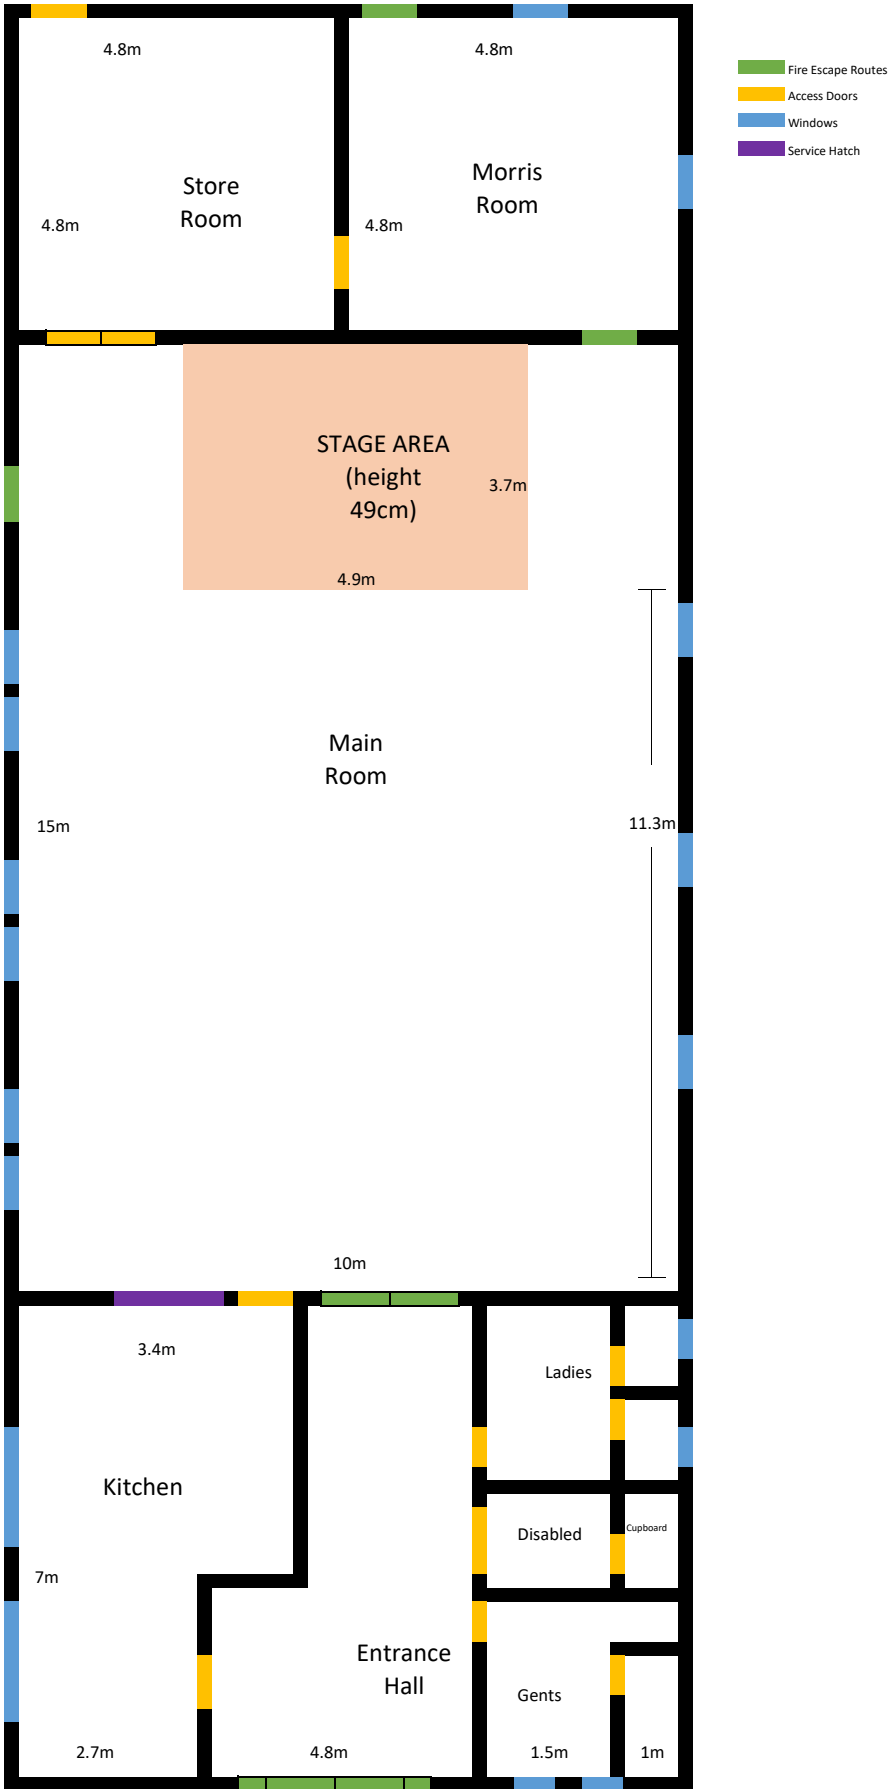 4.8m
4.8m
Fire Escape Routes
Access Doors
Windows
Service Hatch
Store
Room
Morris
Room
4.8m
4.8m
STAGE AREA
(height
49cm)
3.7m
4.9m
Main
Room
15m
11.3m
10m
3.4m
Ladies
Kitchen
Disabled
Cupboard
7m
Entrance
Hall
Gents
2.7m
4.8m
1.5m
1m